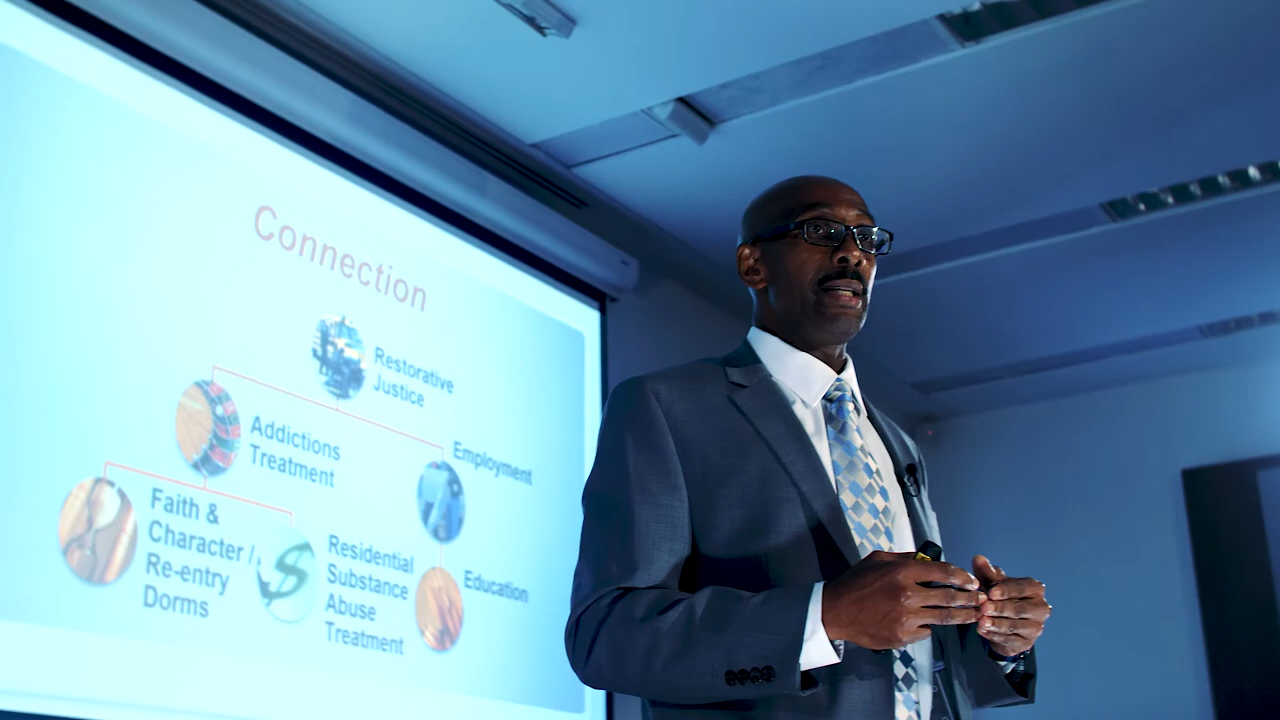 Connection
Restorative
Justice
Addictions
Treatment
Employment
Faith &
Character /
Re-entry
Dorms
$
Residential
Substance
Abuse
Treatment
Education